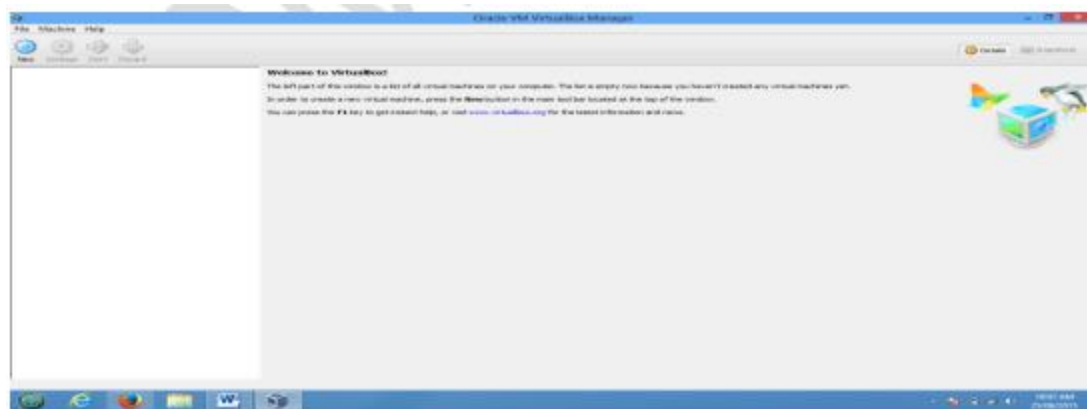 Oracle VM VirtualBox Manager
File Machine Help
New Settings Start Discard
Details Snapshots
Welcome to VirtualBox!
The left part of this window is a list of all virtual machines on your computer. The list is empty now because you haven't created any virtual machines yet.
In order to create a new virtual machine, press the New button in the main tool bar located at the top of the window.
You can press the F1 key to get instant help, or visit www.virtualbox.org for the latest information and news.
W